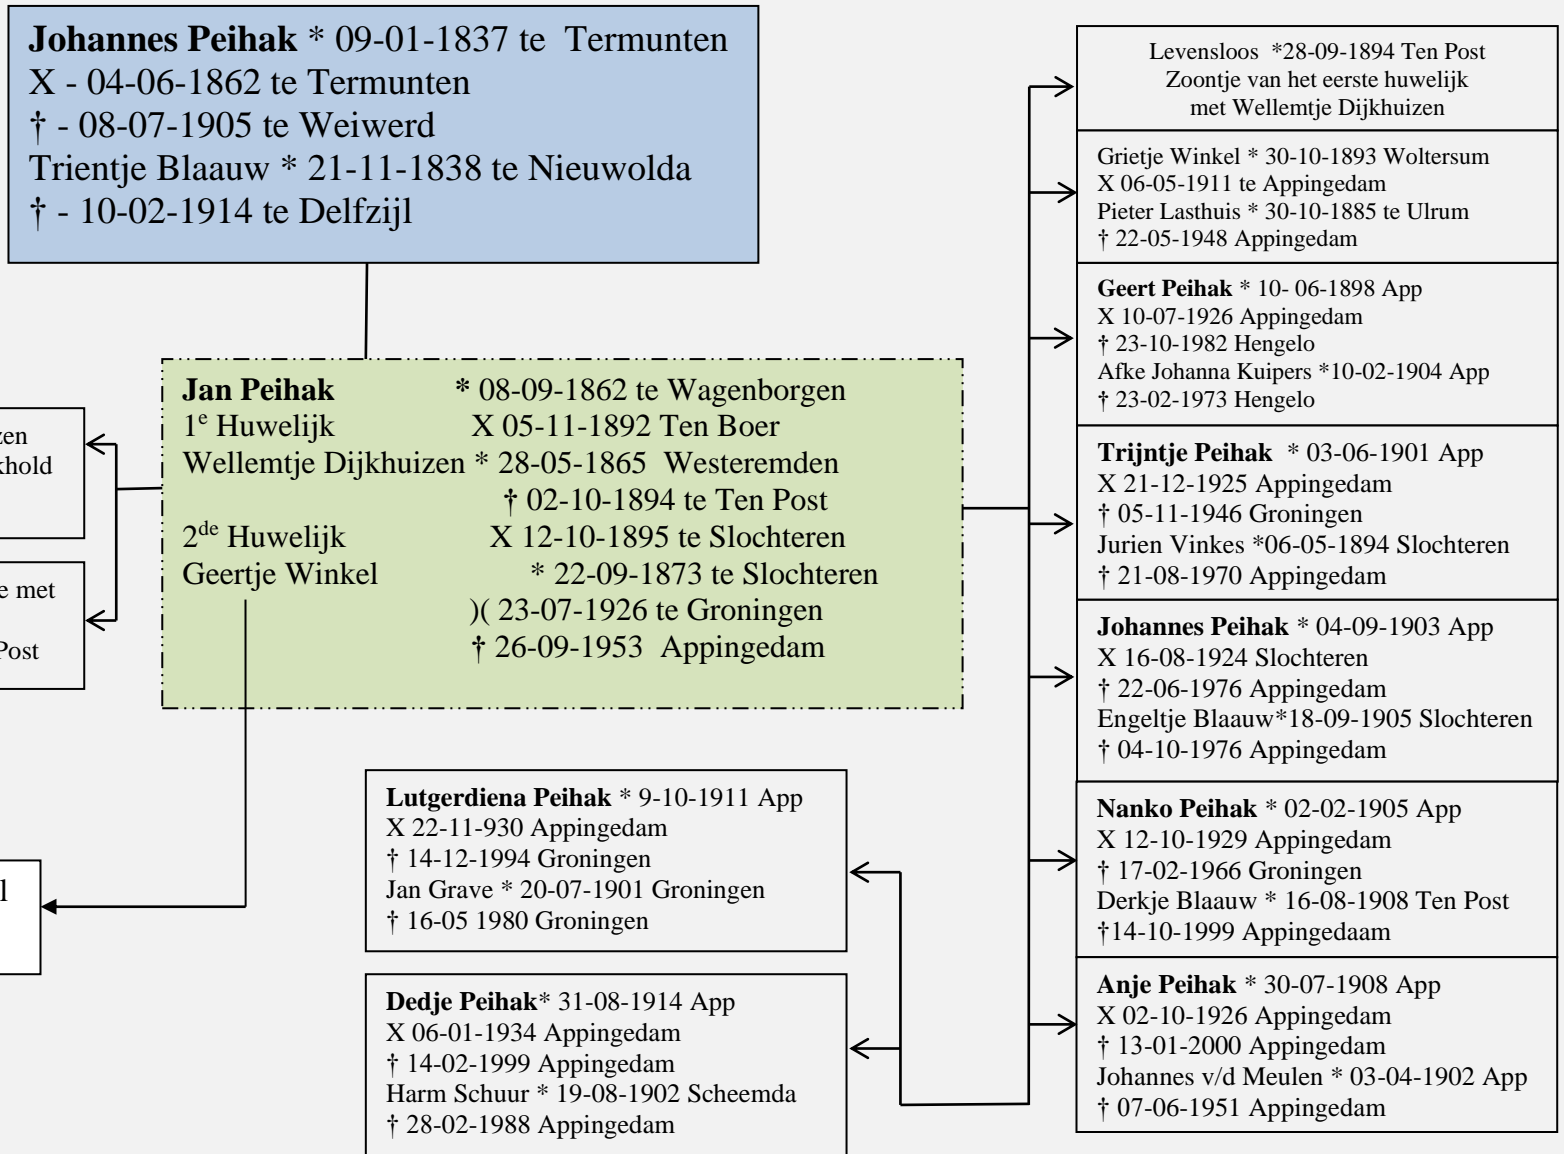 Johannes Peihak * 09-01-1837 te Termunten
X - 04-06-1862 te Termunten
† - 08-07-1905 te Weiwerd
Trientje Blaauw * 21-11-1838 te Nieuwolda
† - 10-02-1914 te Delfzijl
Jan Peihak * 08-09-1862 te Wagenborgen
1e Huwelijk X 05-11-1892 Ten Boer
Wellemtje Dijkhuizen * 28-05-1865 Westeremden
† 02-10-1894 te Ten Post
2de Huwelijk X 12-10-1895 te Slochteren
Geertje Winkel * 22-09-1873 te Slochteren
)( 23-07-1926 te Groningen
† 26-09-1953 Appingedam
zen
khold
e met
Post
l
Lutgerdiena Peihak * 9-10-1911 App
X 22-11-930 Appingedam
† 14-12-1994 Groningen
Jan Grave * 20-07-1901 Groningen
† 16-05 1980 Groningen
Dedje Peihak* 31-08-1914 App
X 06-01-1934 Appingedam
† 14-02-1999 Appingedam
Harm Schuur * 19-08-1902 Scheemda
† 28-02-1988 Appingedam
Levensloos *28-09-1894 Ten Post
Zoontje van het eerste huwelijk
met Wellemtje Dijkhuizen
Grietje Winkel * 30-10-1893 Woltersum
X 06-05-1911 te Appingedam
Pieter Lasthuis * 30-10-1885 te Ulrum
† 22-05-1948 Appingedam
Geert Peihak * 10- 06-1898 App
X 10-07-1926 Appingedam
† 23-10-1982 Hengelo
Afke Johanna Kuipers *10-02-1904 App
† 23-02-1973 Hengelo
Trijntje Peihak * 03-06-1901 App
X 21-12-1925 Appingedam
† 05-11-1946 Groningen
Jurien Vinkes *06-05-1894 Slochteren
† 21-08-1970 Appingedam
Johannes Peihak * 04-09-1903 App
X 16-08-1924 Slochteren
† 22-06-1976 Appingedam
Engeltje Blaauw*18-09-1905 Slochteren
† 04-10-1976 Appingedam
Nanko Peihak * 02-02-1905 App
X 12-10-1929 Appingedam
† 17-02-1966 Groningen
Derkje Blaauw * 16-08-1908 Ten Post
†14-10-1999 Appingedaam
Anje Peihak * 30-07-1908 App
X 02-10-1926 Appingedam
† 13-01-2000 Appingedam
Johannes v/d Meulen * 03-04-1902 App
† 07-06-1951 Appingedam